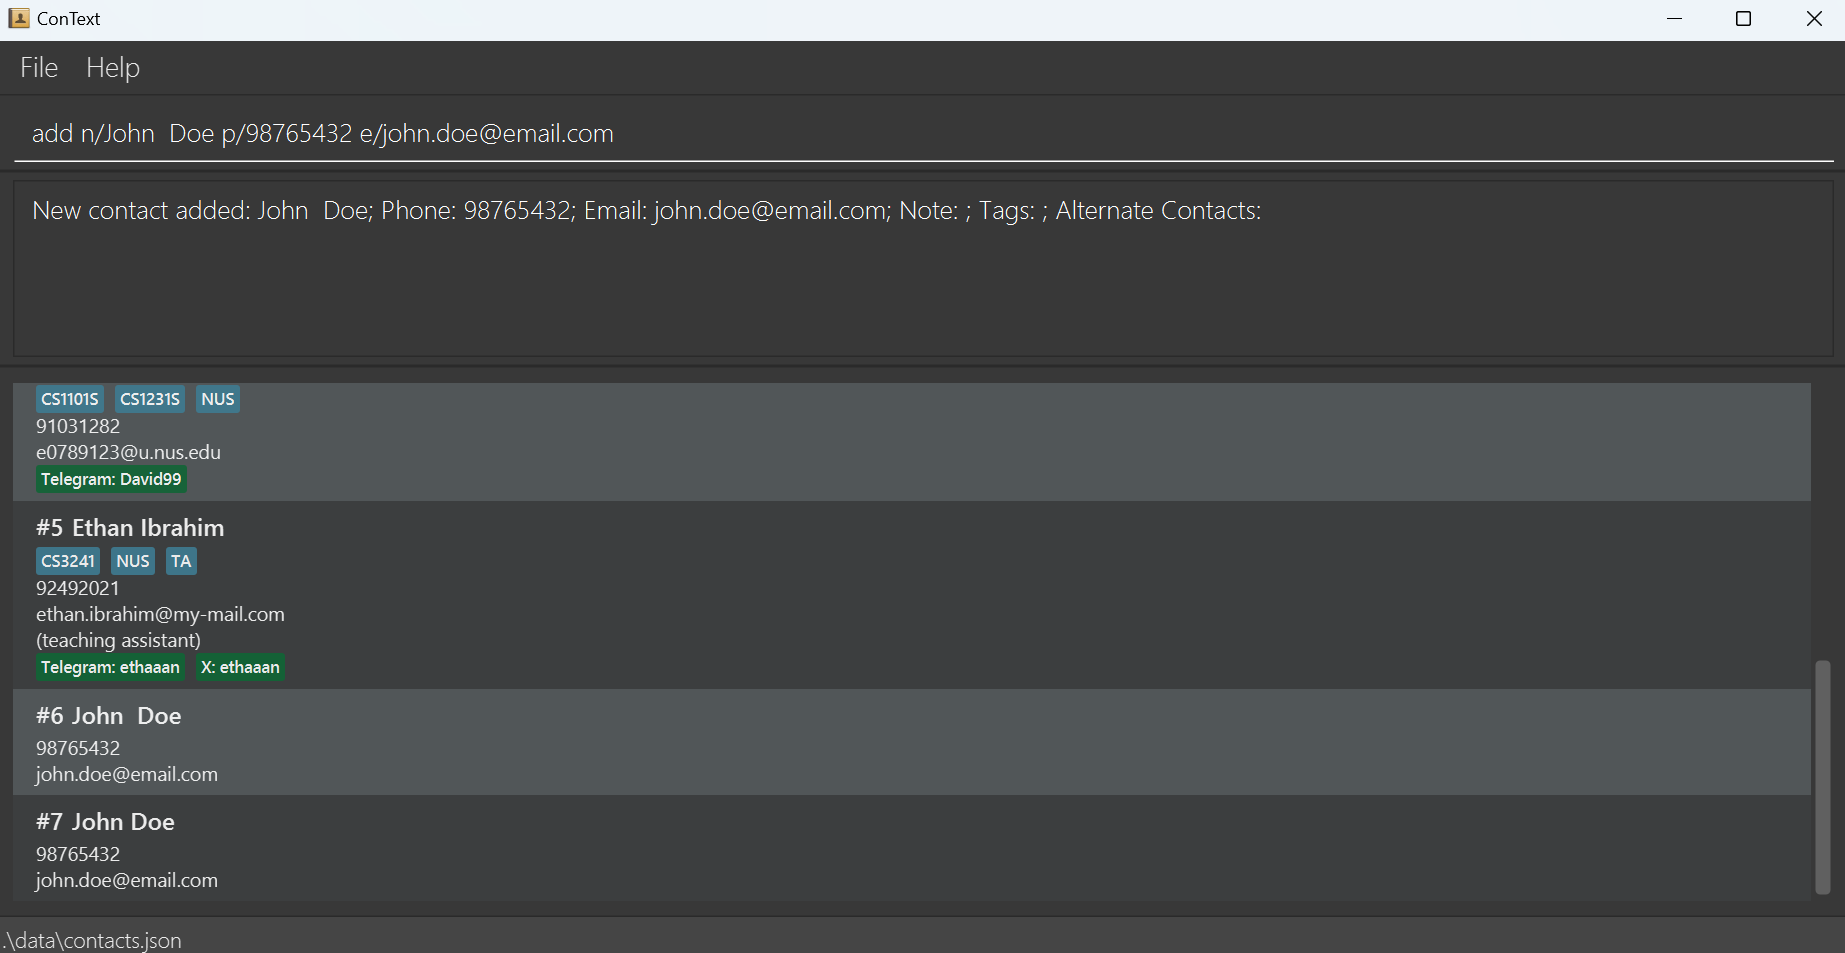 ConText
File Help
add n/John  Doe p/98765432 e/john.doe@email.com
New contact added: John  Doe; Phone: 98765432; Email: john.doe@email.com; Note: ; Tags: ; Alternate Contacts:
CS1101S CS1231S NUS
91031282
e0789123@u.nus.edu
Telegram: David99
#5 Ethan Ibrahim
CS3241 NUS TA
92492021
ethan.ibrahim@my-mail.com
(teaching assistant)
Telegram: ethaaan X: ethaaan
#6 John  Doe
98765432
john.doe@email.com
#7 John Doe
98765432
john.doe@email.com
.\data\contacts.json